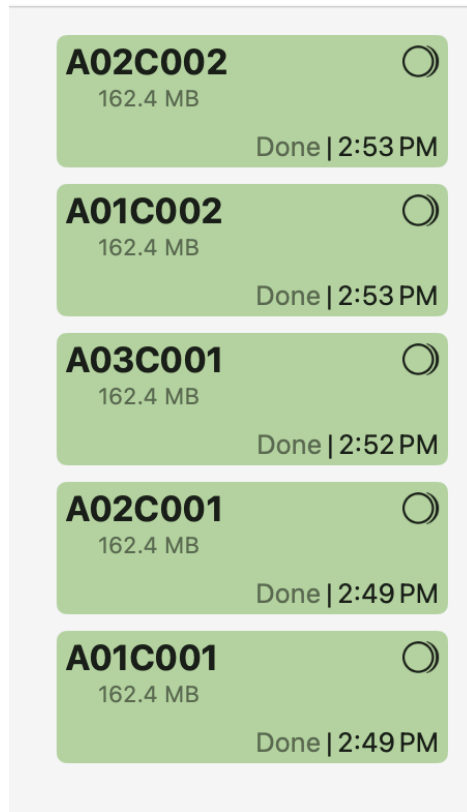 A02C002
162.4 MB
Done | 2:53 PM
A01C002
162.4 MB
Done | 2:53 PM
A03C001
162.4 MB
Done | 2:52 PM
A02C001
162.4 MB
Done | 2:49 PM
A01C001
162.4 MB
Done | 2:49 PM